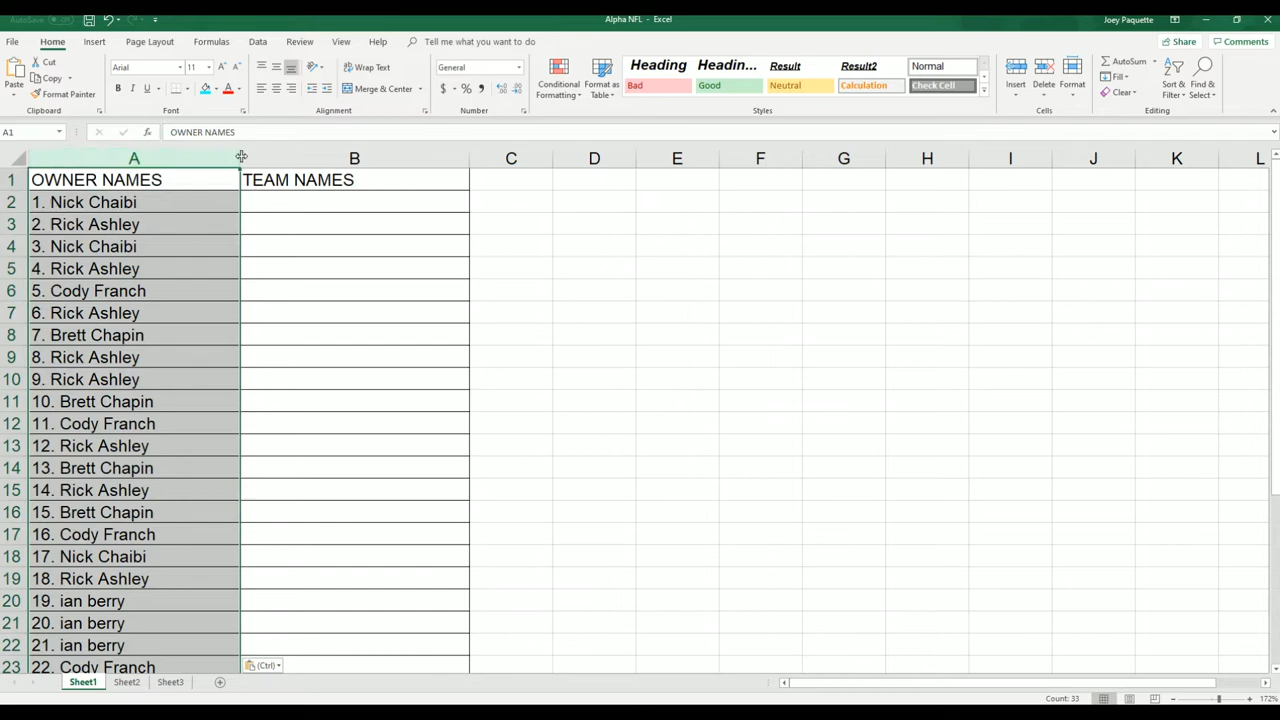 AutoSave Off
Alpha NFL - Excel
Joey Paquette
File Home Insert Page Layout Formulas Data Review View Help Tell me what you want to do Share Comments
Paste Cut Copy Format Painter Clipboard
Arial 11 Font
Wrap Text Merge & Center Alignment
General $ % Number
Conditional Formatting Format as Table
Heading Headin... Result Result2 Normal
Bad Good Neutral Calculation Check Cell
Styles
Insert Delete Format Cells
AutoSum Fill Clear Sort & Filter Find & Select Editing
A1 fx OWNER NAMES
A B C D E F G H I J K L
1 OWNER NAMES TEAM NAMES
2 1. Nick Chaibi
3 2. Rick Ashley
4 3. Nick Chaibi
5 4. Rick Ashley
6 5. Cody Franch
7 6. Rick Ashley
8 7. Brett Chapin
9 8. Rick Ashley
10 9. Rick Ashley
11 10. Brett Chapin
12 11. Cody Franch
13 12. Rick Ashley
14 13. Brett Chapin
15 14. Rick Ashley
16 15. Brett Chapin
17 16. Cody Franch
18 17. Nick Chaibi
19 18. Rick Ashley
20 19. ian berry
21 20. ian berry
22 21. ian berry
23 22. Cody Franch
(Ctrl)
Sheet1 Sheet2 Sheet3
Count: 33 172%